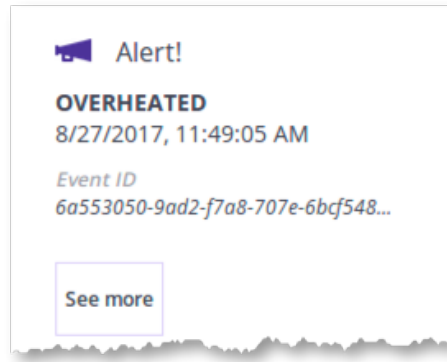 Alert!
OVERHEATED
8/27/2017, 11:49:05 AM
Event ID
6a553050-9ad2-f7a8-707e-6bcf548...
See more